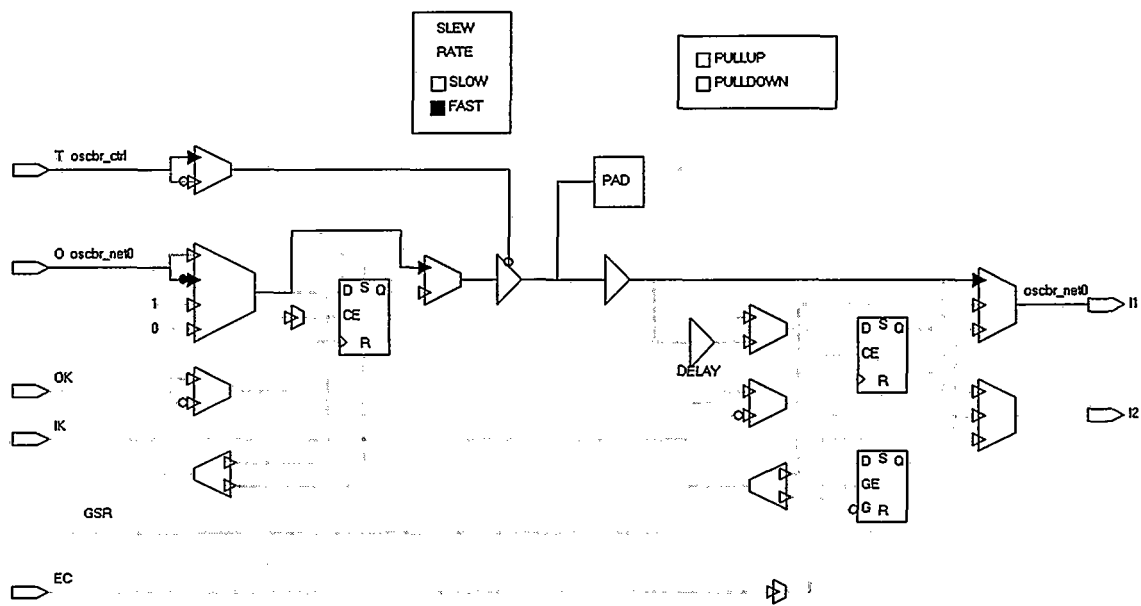 SLEW
RATE
SLOW
FAST
PULLUP
PULLDOWN
T oscbr_ctrl
PAD
O oscbr_net0
1
0
D S Q
CE
R
oscbr_net0
I1
D S Q
CE
R
DELAY
OK
I2
IK
D S Q
GE
G R
GSR
EC